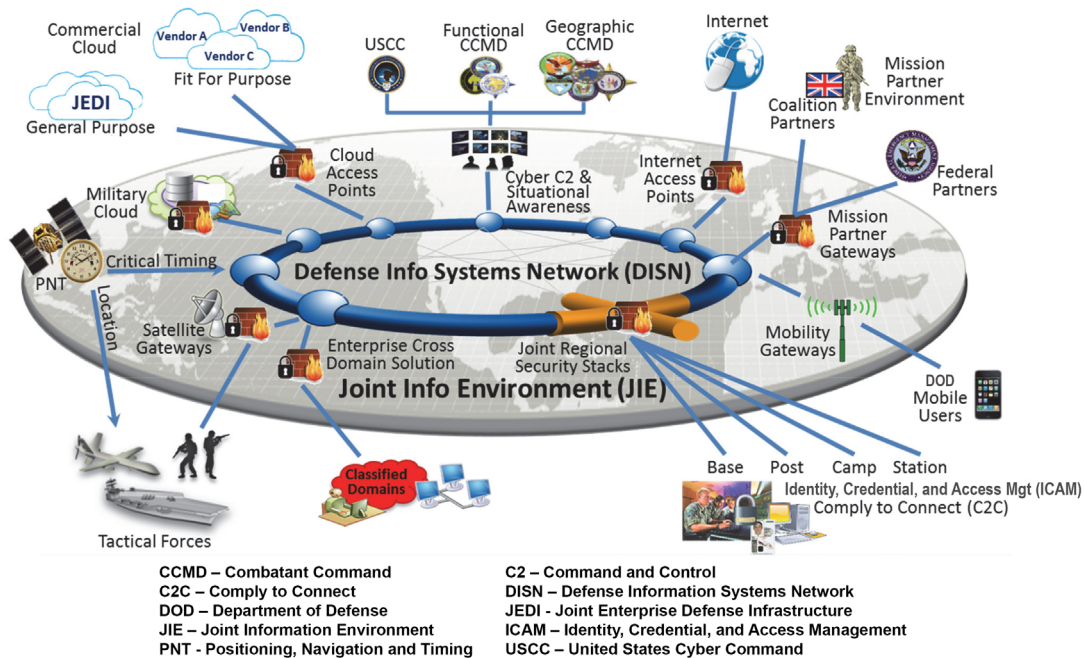 Commercial
Cloud
Vendor A
Vendor B
Vendor C
Fit For Purpose
JEDI
General Purpose
USCC
Functional
CCMD
Geographic
CCMD
Internet
Coalition
Partners
Mission
Partner
Environment
Federal
Partners
Military
Cloud
Cloud
Access
Points
Cyber C2 &
Situational
Awareness
Internet
Access
Points
Mission
Partner
Gateways
PNT
Critical Timing
Location
Defense Info Systems Network (DISN)
Satellite
Gateways
Enterprise Cross
Domain Solution
Joint Regional
Security Stacks
Mobility
Gateways
Joint Info Environment (JIE)
DOD
Mobile
Users
Tactical Forces
Classified
Domains
Base
Post
Camp
Station
Identity, Credential, and Access Mgt (ICAM)
Comply to Connect (C2C)
CCMD – Combatant Command
C2C – Comply to Connect
DOD – Department of Defense
JIE – Joint Information Environment
PNT - Positioning, Navigation and Timing
C2 – Command and Control
DISN – Defense Information Systems Network
JEDI - Joint Enterprise Defense Infrastructure
ICAM – Identity, Credential, and Access Management
USCC – United States Cyber Command